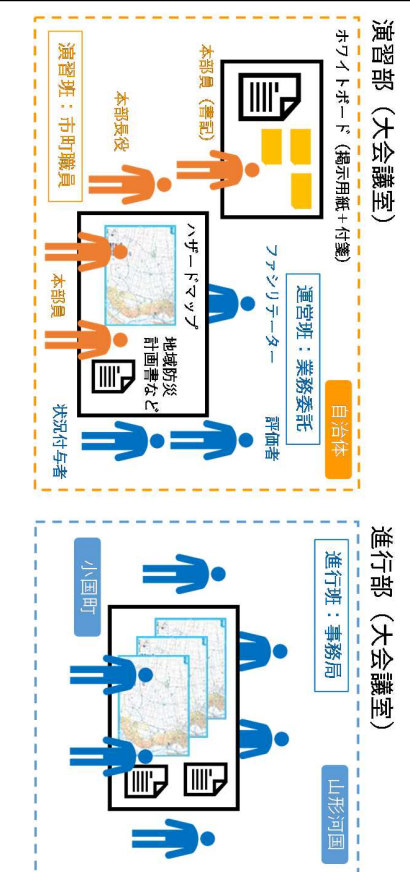 演習部（大会議室）
ホワイトボード（掲示用紙＋付箋）
自治体
運営班：業務委託
ファシリテーター
評価者
ハザードマップ
地域防災
計画書など
本部員（書記）
本部長役
本部員
状況付与者
演習班：市町職員
進行部（大会議室）
進行班：事務局
山形河国
小国町